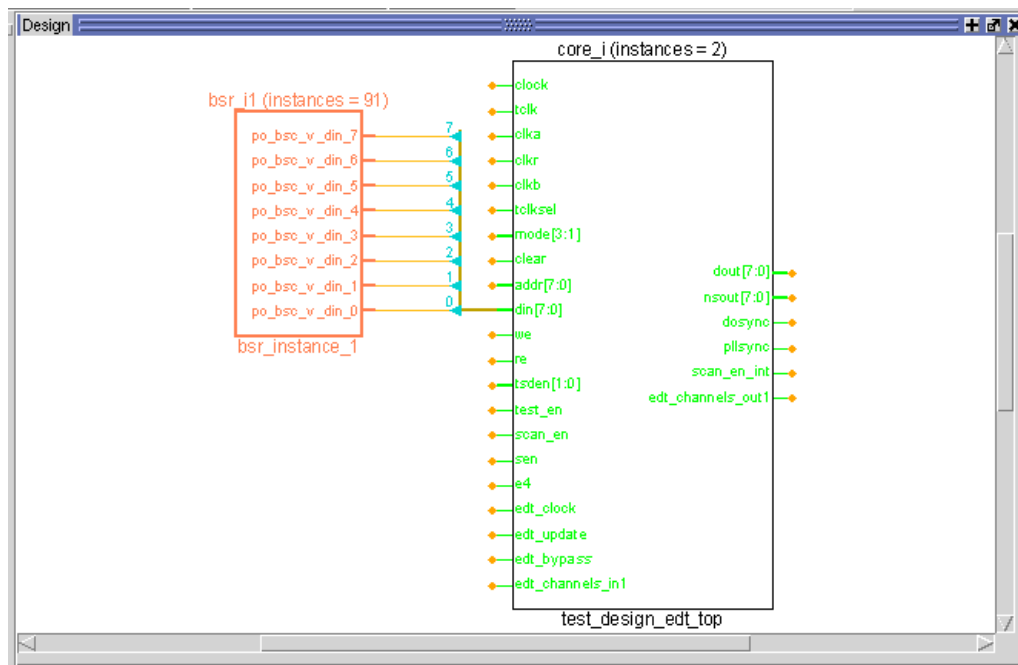 Design
core_i (instances = 2)
bsr_i1 (instances = 91)
po_bsc_v_din_7
po_bsc_v_din_6
po_bsc_v_din_5
po_bsc_v_din_4
po_bsc_v_din_3
po_bsc_v_din_2
po_bsc_v_din_1
po_bsc_v_din_0
bsr_instance_1
7
6
5
4
3
2
1
0
clock
tclk
clka
clkr
clkb
tclksel
mode[3:1]
clear
addr[7:0]
din[7:0]
we
re
tsden[1:0]
test_en
scan_en
sen
e4
edt_clock
edt_update
edt_bypass
edt_channels_in1
dout[7:0]
nsout[7:0]
dosync
pllsync
scan_en_int
edt_channels_out1
test_design_edt_top